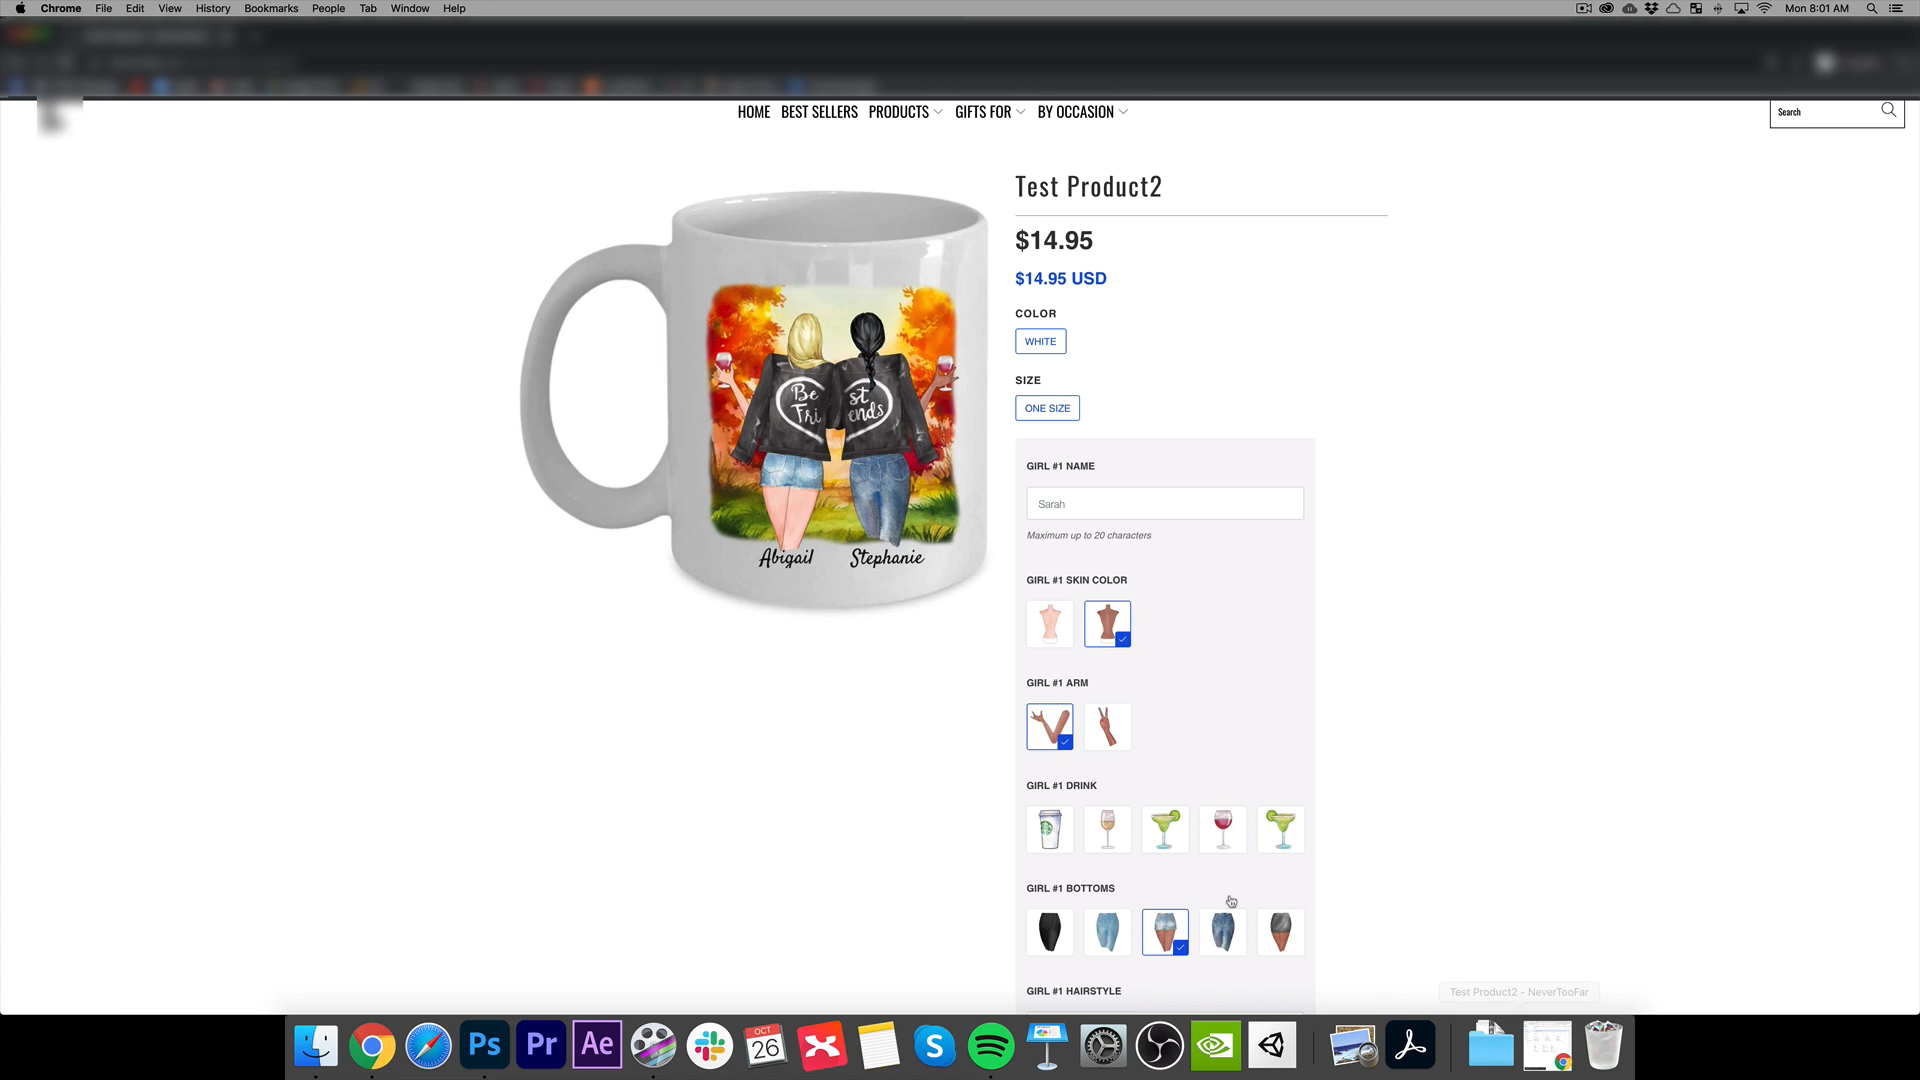 Chrome File Edit View History Bookmarks People Tab Window Help
Mon 8:01 AM
HOME BEST SELLERS PRODUCTS GIFTS FOR BY OCCASION
Search
Test Product2
$14.95
$14.95 USD
COLOR
WHITE
SIZE
ONE SIZE
Be st
Fri ends
Abigail Stephanie
GIRL #1 NAME
Sarah
Maximum up to 20 characters
GIRL #1 SKIN COLOR
GIRL #1 ARM
GIRL #1 DRINK
GIRL #1 BOTTOMS
GIRL #1 HAIRSTYLE
Test Product2 - NeverTooFar
Ps Pr Ae
OCT
26
S